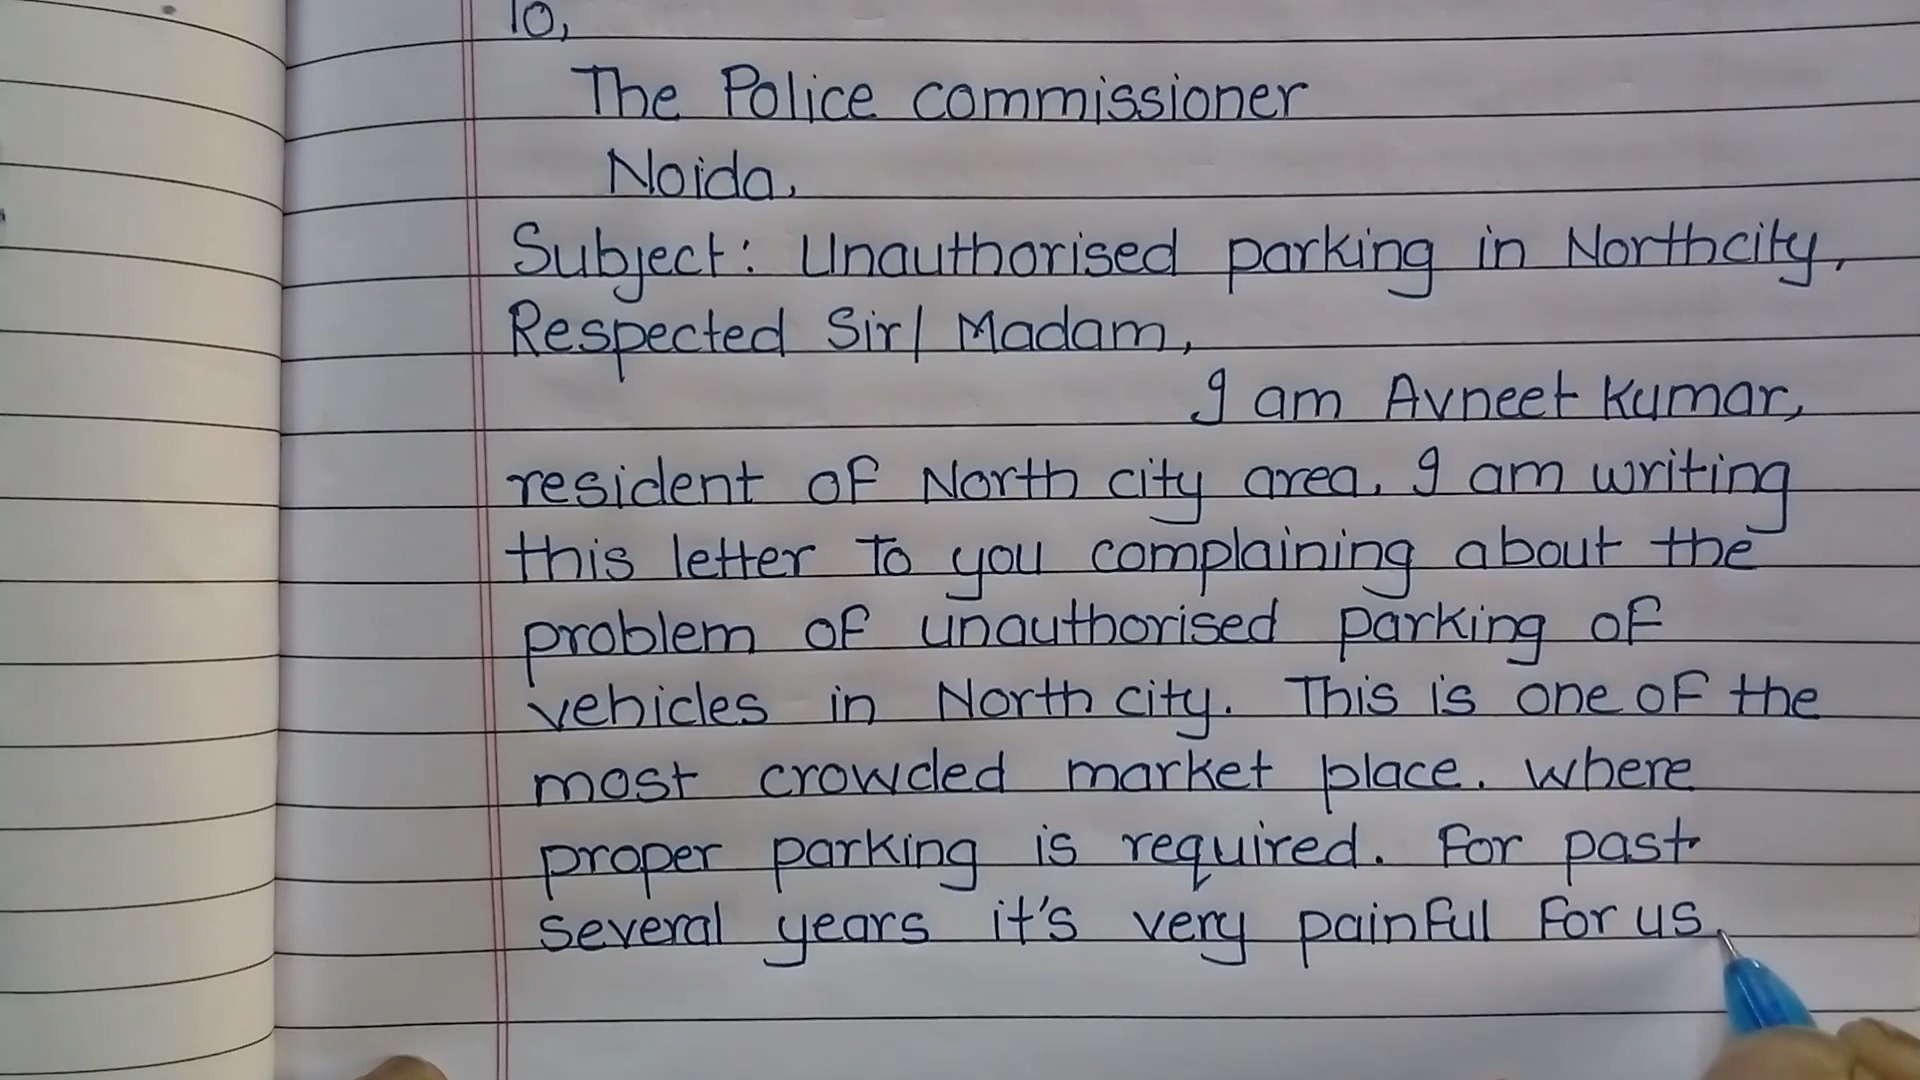 To,
The Police commissioner
Noida,
Subject: Unauthorised parking in Northcity,
Respected Sir/ Madam,
I am Avneet Kumar,
resident of North city area, I am writing
this letter to you complaining about the
problem of unauthorised parking of
vehicles in North city. This is one of the
most crowded market place. where
proper parking is required. For past
several years it's very painful for us